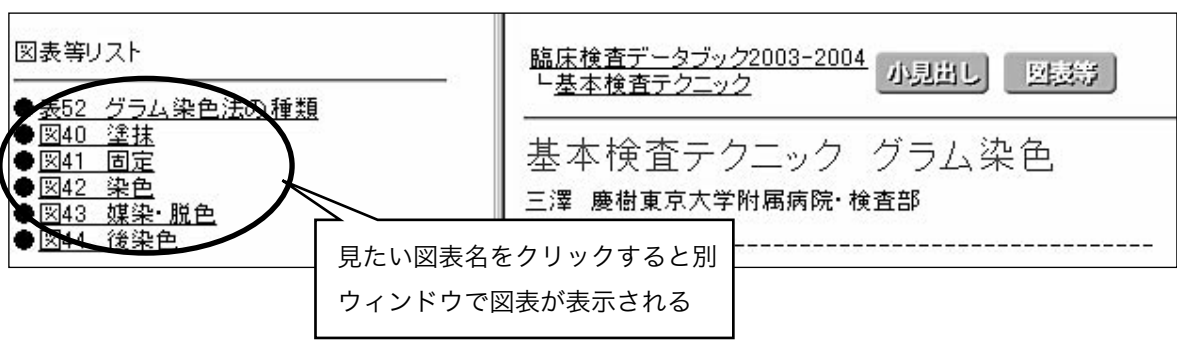 図表等リスト
●表52 グラム染色法の種類
●図40 塗抹
●図41 固定
●図42 染色
●図43 媒染・脱色
●図44 後染色
臨床検査データブック2003-2004
└基本検査テクニック
小見出し 図表等
基本検査テクニック グラム染色
三澤 慶樹東京大学附属病院・検査部
見たい図表名をクリックすると別
ウィンドウで図表が表示される